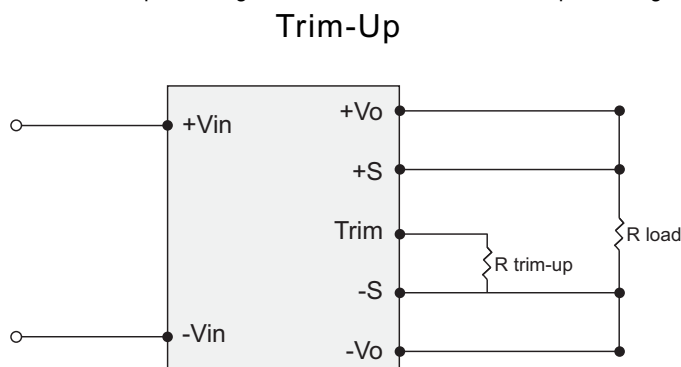 Trim-Up
+Vin
+Vo
+S
Trim
R load
R trim-up
-S
-Vin
-Vo